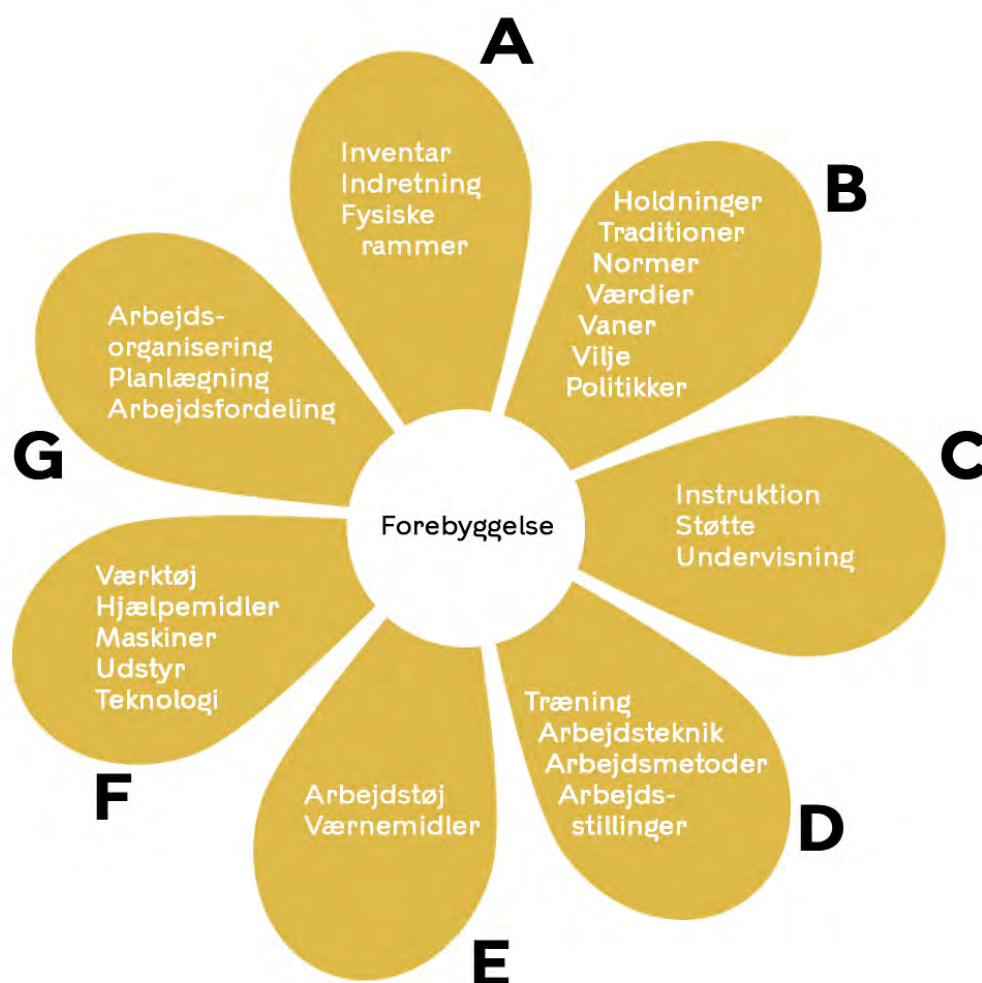 A
Inventar
Indretning
Fysiske
rammer
B
Holdninger
Traditioner
Normer
Værdier
Vaner
Vilje
Politikker
C
Instruktion
Støtte
Undervisning
D
Træning
Arbejdsteknik
Arbejdsmetoder
Arbejds-
stillinger
E
Arbejdstøj
Værnemidler
F
Værktøj
Hjælpemidler
Maskiner
Udstyr
Teknologi
G
Arbejds-
organisering
Planlægning
Arbejdsfordeling
Forebyggelse